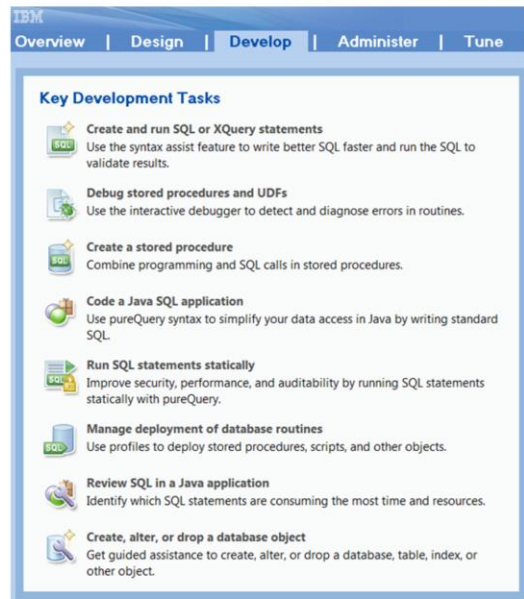 IBM
Overview | Design | Develop | Administer | Tune
Key Development Tasks
Create and run SQL or XQuery statements
Use the syntax assist feature to write better SQL faster and run the SQL to
validate results.
Debug stored procedures and UDFs
Use the interactive debugger to detect and diagnose errors in routines.
Create a stored procedure
Combine programming and SQL calls in stored procedures.
Code a Java SQL application
Use pureQuery syntax to simplify your data access in Java by writing standard
SQL.
Run SQL statements statically
Improve security, performance, and auditability by running SQL statements
statically with pureQuery.
Manage deployment of database routines
Use profiles to deploy stored procedures, scripts, and other objects.
Review SQL in a Java application
Identify which SQL statements are consuming the most time and resources.
Create, alter, or drop a database object
Get guided assistance to create, alter, or drop a database, table, index, or
other object.
SQL
SQL
SQL
SQL